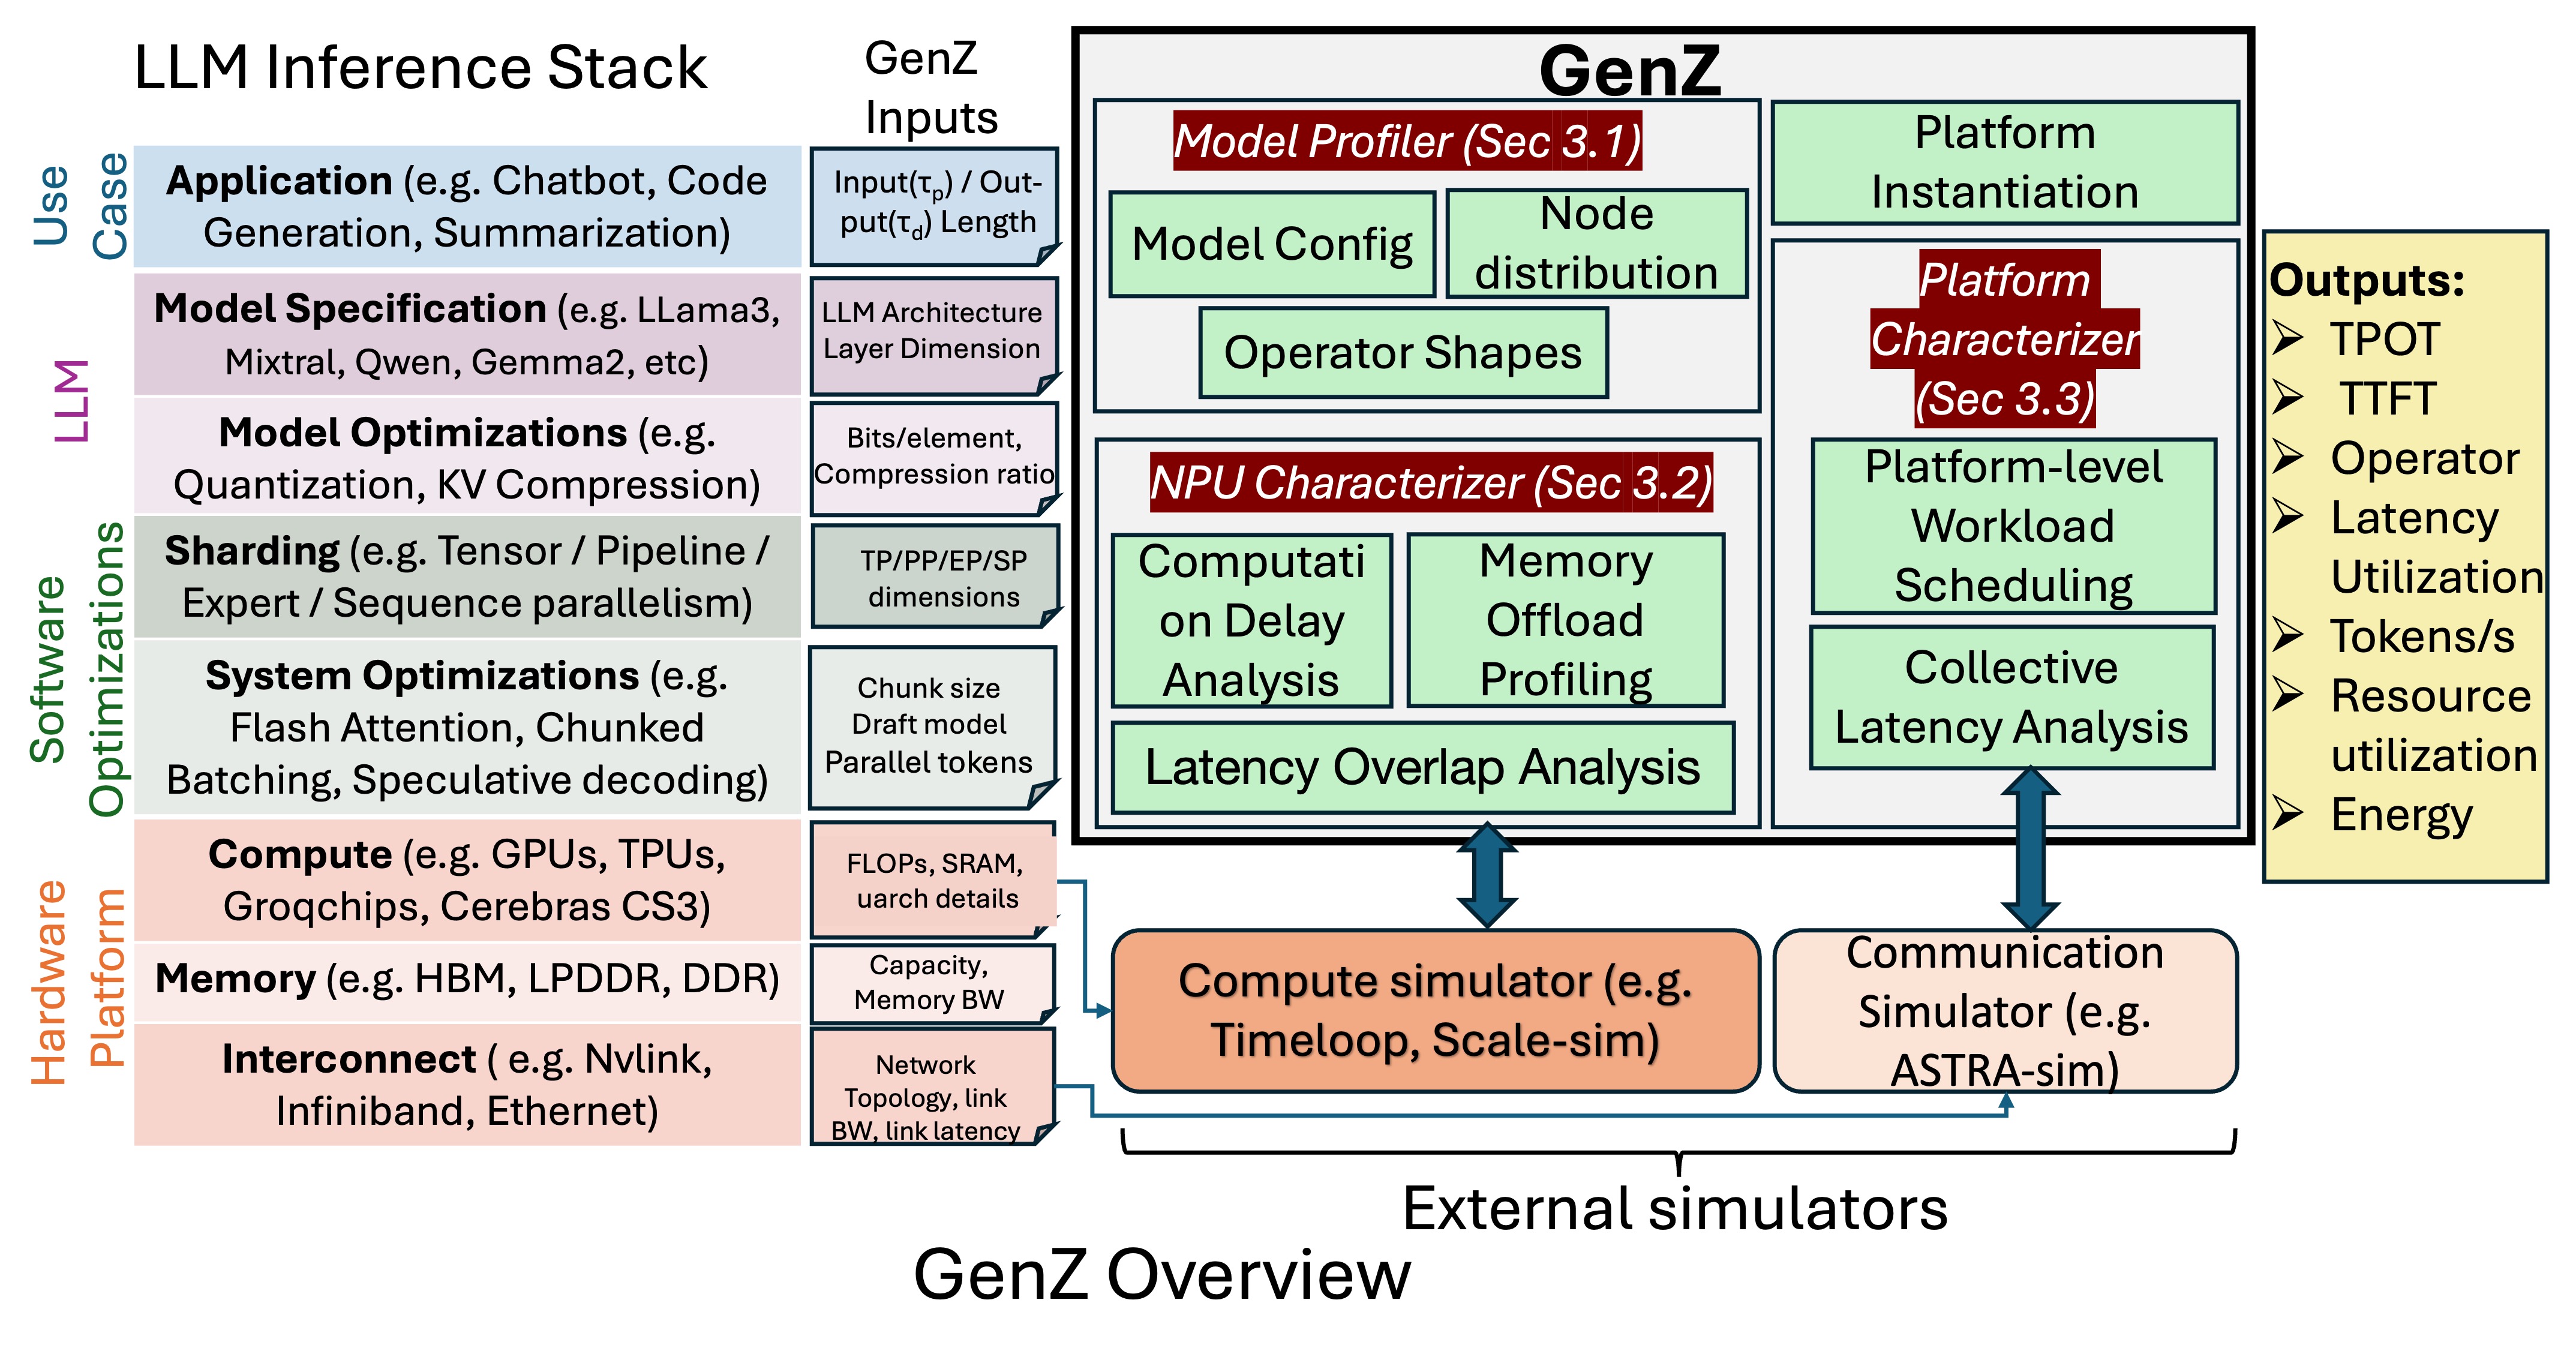 LLM Inference Stack
GenZ
Inputs
Use
Case
Application (e.g. Chatbot, Code
Generation, Summarization)
Input(τp) / Out-
put(τd) Length
LLM
Model Specification (e.g. LLama3,
Mixtral, Qwen, Gemma2, etc)
LLM Architecture
Layer Dimension
Model Optimizations (e.g.
Quantization, KV Compression)
Bits/element,
Compression ratio
Software
Optimizations
Sharding (e.g. Tensor / Pipeline /
Expert / Sequence parallelism)
TP/PP/EP/SP
dimensions
System Optimizations (e.g.
Flash Attention, Chunked
Batching, Speculative decoding)
Chunk size
Draft model
Parallel tokens
Hardware
Platform
Compute (e.g. GPUs, TPUs,
Groqchips, Cerebras CS3)
FLOPs, SRAM,
uarch details
Memory (e.g. HBM, LPDDR, DDR)
Capacity,
Memory BW
Interconnect ( e.g. Nvlink,
Infiniband, Ethernet)
Network
Topology, link
BW, link latency
GenZ
Model Profiler (Sec 3.1)
Model Config
Node
distribution
Operator Shapes
NPU Characterizer (Sec 3.2)
Computati
on Delay
Analysis
Memory
Offload
Profiling
Latency Overlap Analysis
Platform
Instantiation
Platform
Characterizer
(Sec 3.3)
Platform-level
Workload
Scheduling
Collective
Latency Analysis
Outputs:
➢ TPOT
➢ TTFT
➢ Operator
➢ Latency
Utilization
➢ Tokens/s
➢ Resource
utilization
➢ Energy
Compute simulator (e.g.
Timeloop, Scale-sim)
Communication
Simulator (e.g.
ASTRA-sim)
External simulators
GenZ Overview